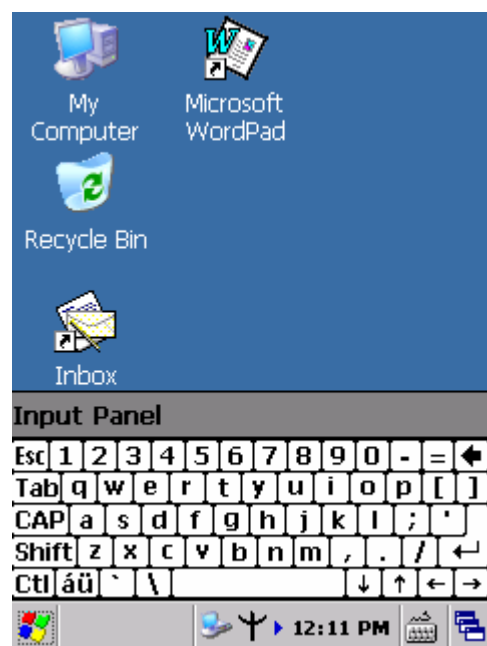 My Computer
Microsoft WordPad
Recycle Bin
Inbox
Input Panel
Esc 1 2 3 4 5 6 7 8 9 0 - =
Tab q w e r t y u i o p [ ]
CAP a s d f g h j k l ; '
Shift z x c v b n m , . /
Ctl áü ` \ ↓ ↑ ← →
12:11 PM